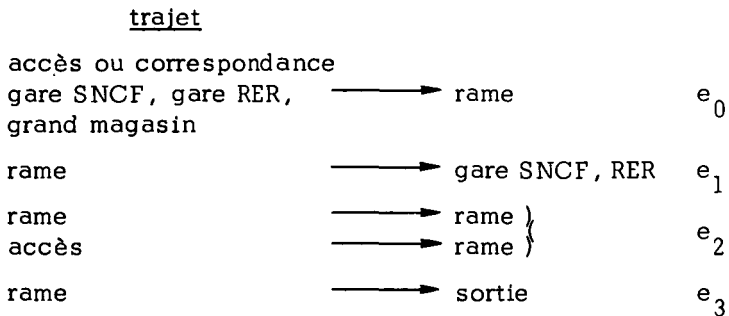 trajet
accès ou correspondance
gare SNCF, gare RER, → rame e0
grand magasin
rame → gare SNCF, RER e1
rame → rame )
accès → rame ) e2
rame → sortie e3